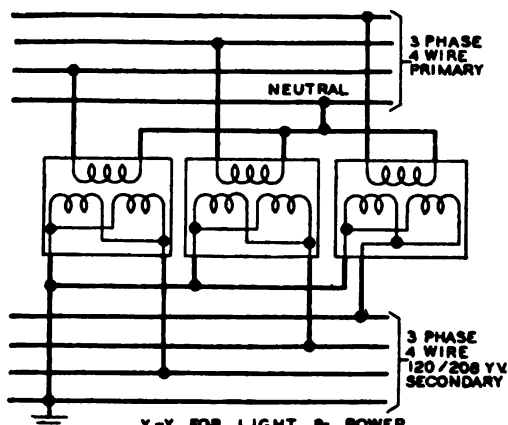 3 PHASE
4 WIRE
PRIMARY
NEUTRAL
3 PHASE
4 WIRE
120/208 Y V.
SECONDARY
Y-Y FOR LIGHT & POWER